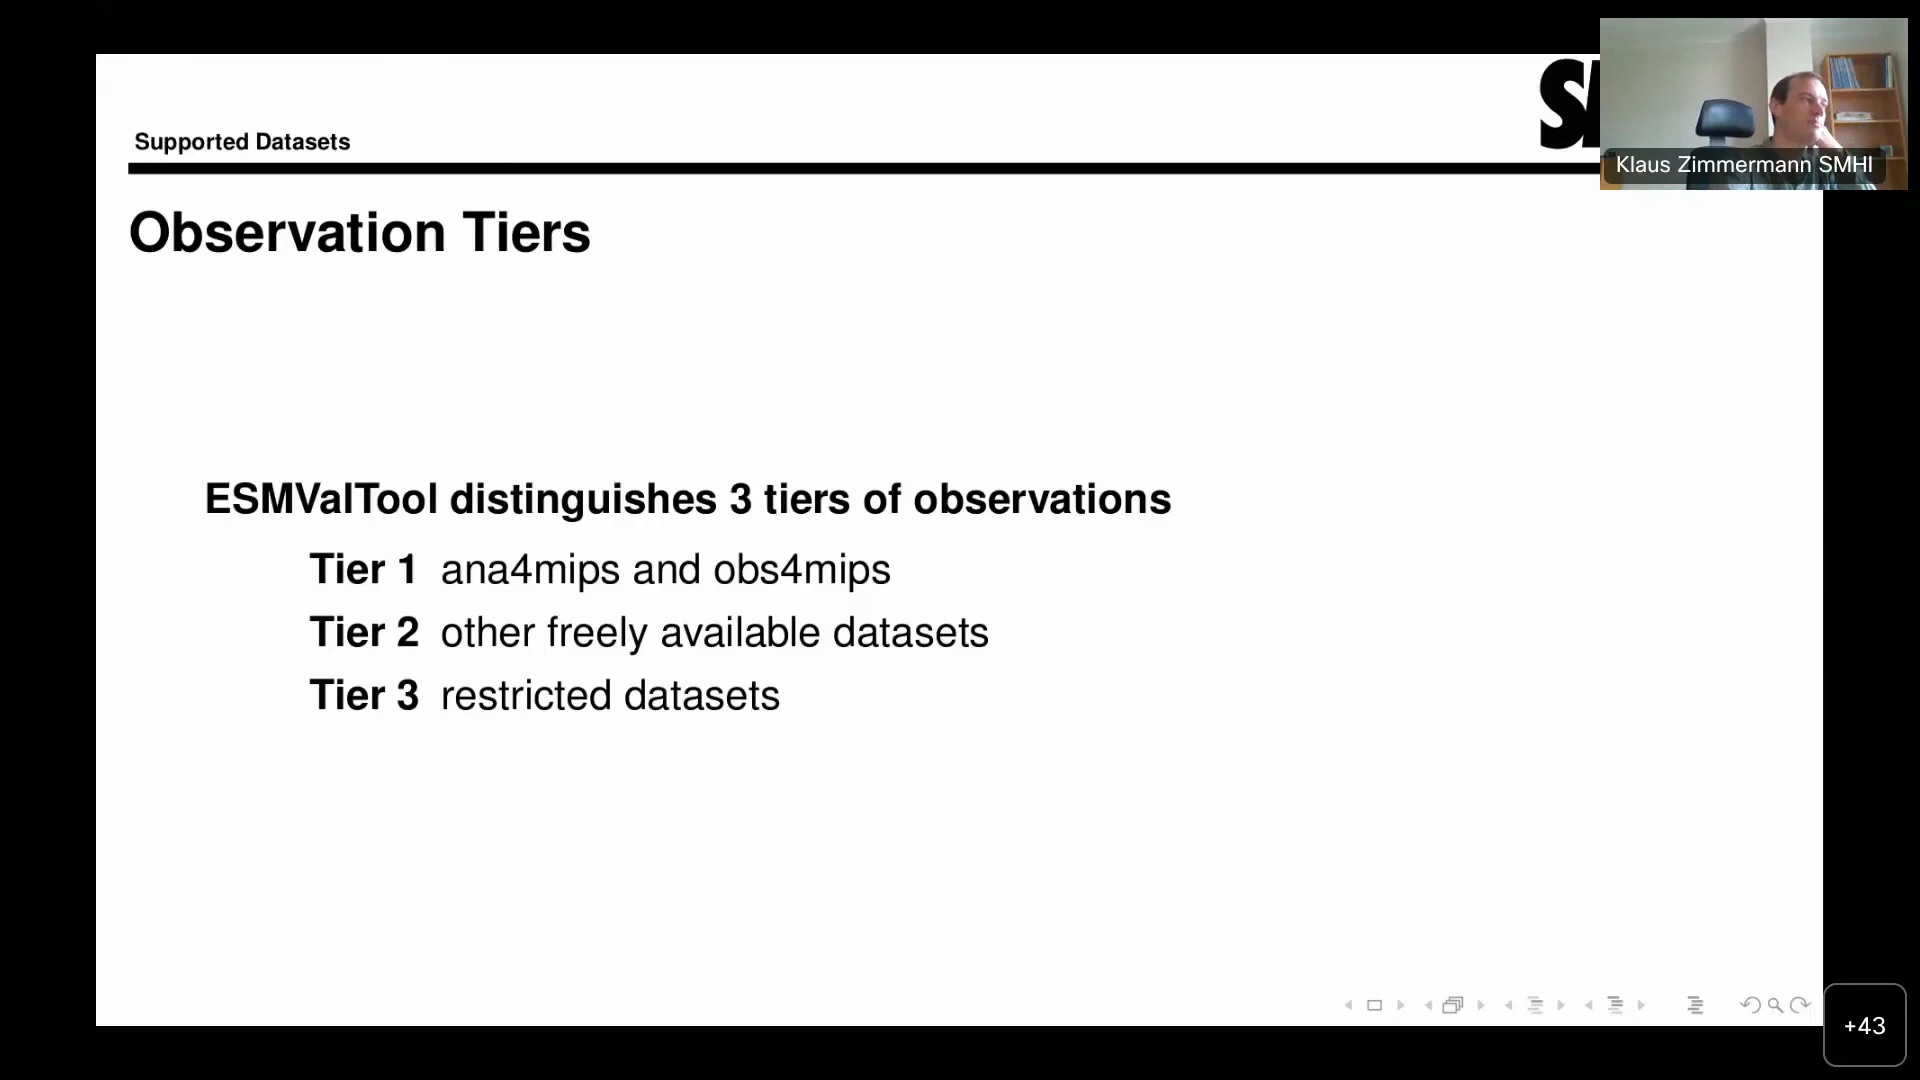 Supported Datasets
Klaus Zimmermann SMHI
Observation Tiers
ESMValTool distinguishes 3 tiers of observations
Tier 1 ana4mips and obs4mips
Tier 2 other freely available datasets
Tier 3 restricted datasets
+43